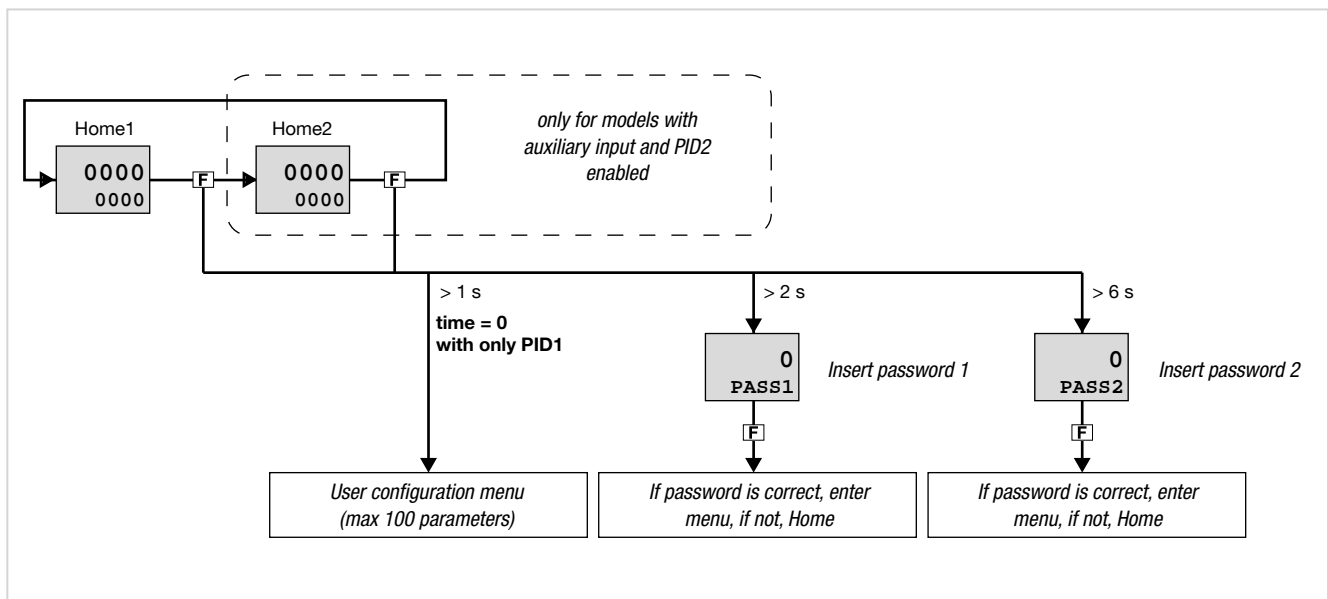 only for models with
auxiliary input and PID2
enabled
Home1
Home2
0000
0000
F
0000
0000
F
> 1 s
time = 0
with only PID1
> 2 s
> 6 s
0
PASS1
Insert password 1
0
PASS2
Insert password 2
F
F
User configuration menu
(max 100 parameters)
If password is correct, enter
menu, if not, Home
If password is correct, enter
menu, if not, Home